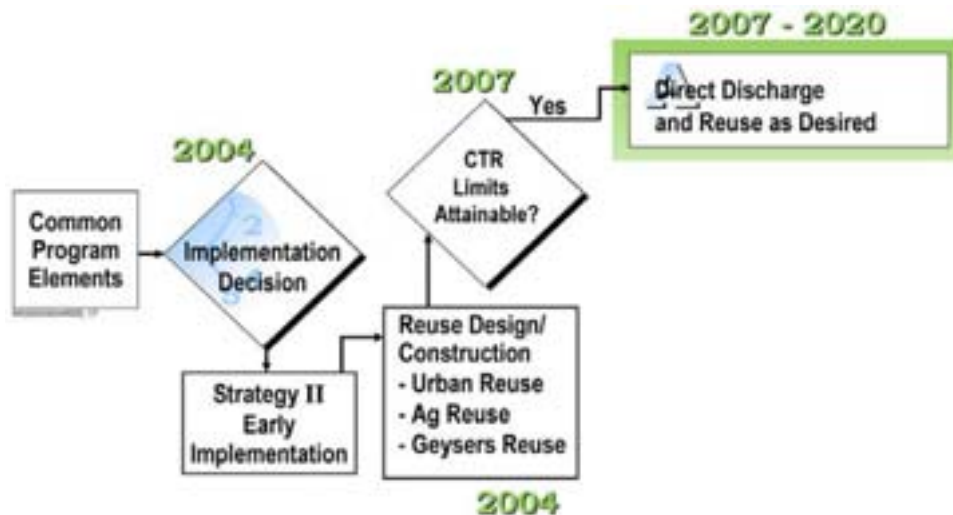 2007 - 2020
2007
Yes
Direct Discharge
and Reuse as Desired
2004
CTR
Limits
Attainable?
Common
Program
Elements
Implementation
Decision
Reuse Design/
Construction
- Urban Reuse
- Ag Reuse
- Geysers Reuse
Strategy II
Early
Implementation
2004